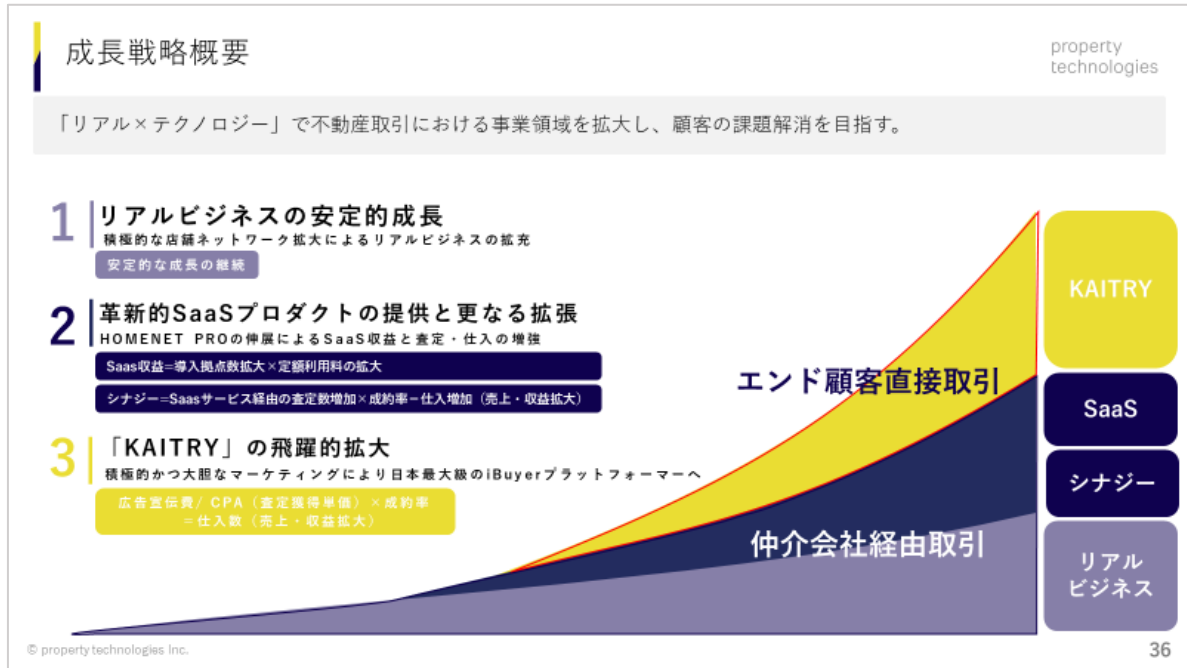 成長戦略概要
property
technologies
「リアル×テクノロジー」で不動産取引における事業領域を拡大し、顧客の課題解消を目指す。
1
リアルビジネスの安定的成長
積極的な店舗ネットワーク拡大によるリアルビジネスの拡充
安定的な成長の継続
2
革新的SaaSプロダクトの提供と更なる拡張
HOMENET PROの伸展によるSaaS収益と査定・仕入の増強
Saas収益=導入拠点数拡大×定額利用料の拡大
シナジー=Saasサービス経由の査定数増加×成約率=仕入増加（売上・収益拡大）
3
「KAITRY」の飛躍的拡大
積極的かつ大胆なマーケティングにより日本最大級のiBuyerプラットフォーマーへ
広告宣伝費/ CPA（査定獲得単価）×成約率
=仕入数（売上・収益拡大）
エンド顧客直接取引
仲介会社経由取引
KAITRY
SaaS
シナジー
リアル
ビジネス
© property technologies Inc.
36